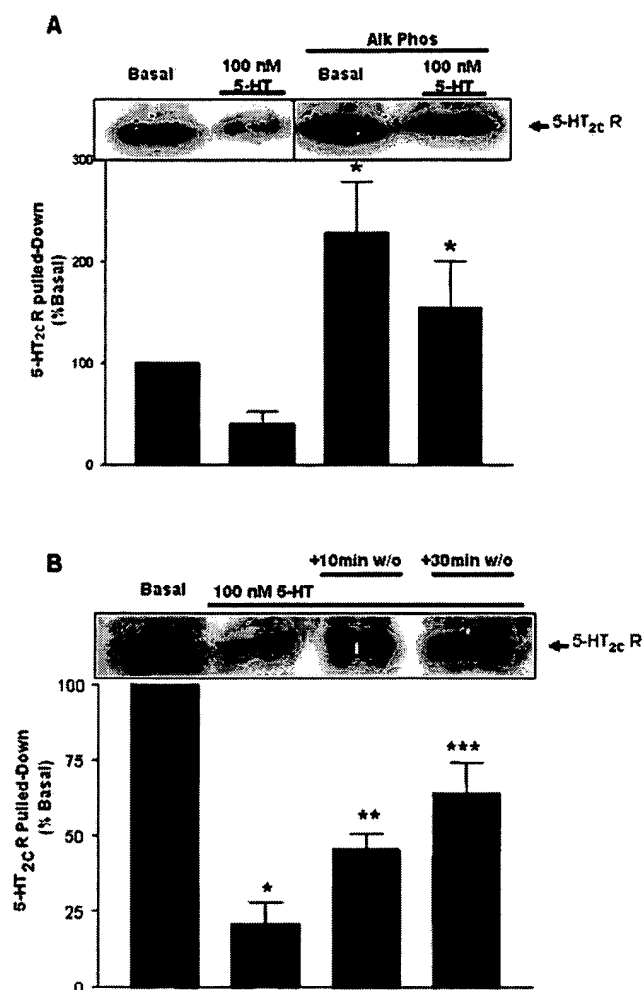 A
Alk Phos
Basal
100 nM
5-HT
Basal
100 nM
5-HT
5-HT2C R
300
200
100
0
5-HT2C R pulled-Down
(%Basal)
*
*
B
+10min w/o
+30min w/o
Basal
100 nM 5-HT
5-HT2C R
100
75
50
25
0
5-HT2C R Pulled-Down
(% Basal)
*
**
***